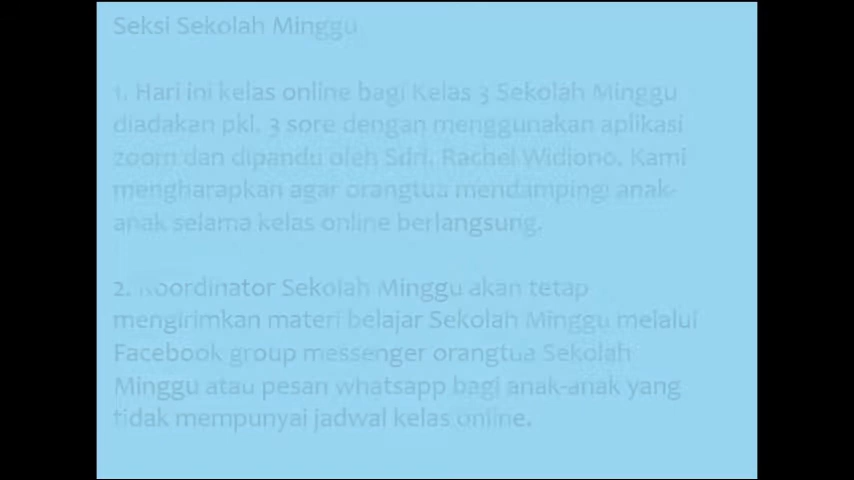 Seksi Sekolah Minggu
1. Hari ini kelas online bagi Kelas 3 Sekolah Minggu
diadakan pkl. 3 sore dengan menggunakan aplikasi
zoom dan dipandu oleh Sdri. Rachel Widiono. Kami
mengharapkan agar orangtua mendampingi anak-
anak selama kelas online berlangsung.
2. Koordinator Sekolah Minggu akan tetap
mengirimkan materi belajar Sekolah Minggu melalui
Facebook group messenger orangtua Sekolah
Minggu atau pesan whatsapp bagi anak-anak yang
tidak mempunyai jadwal kelas online.